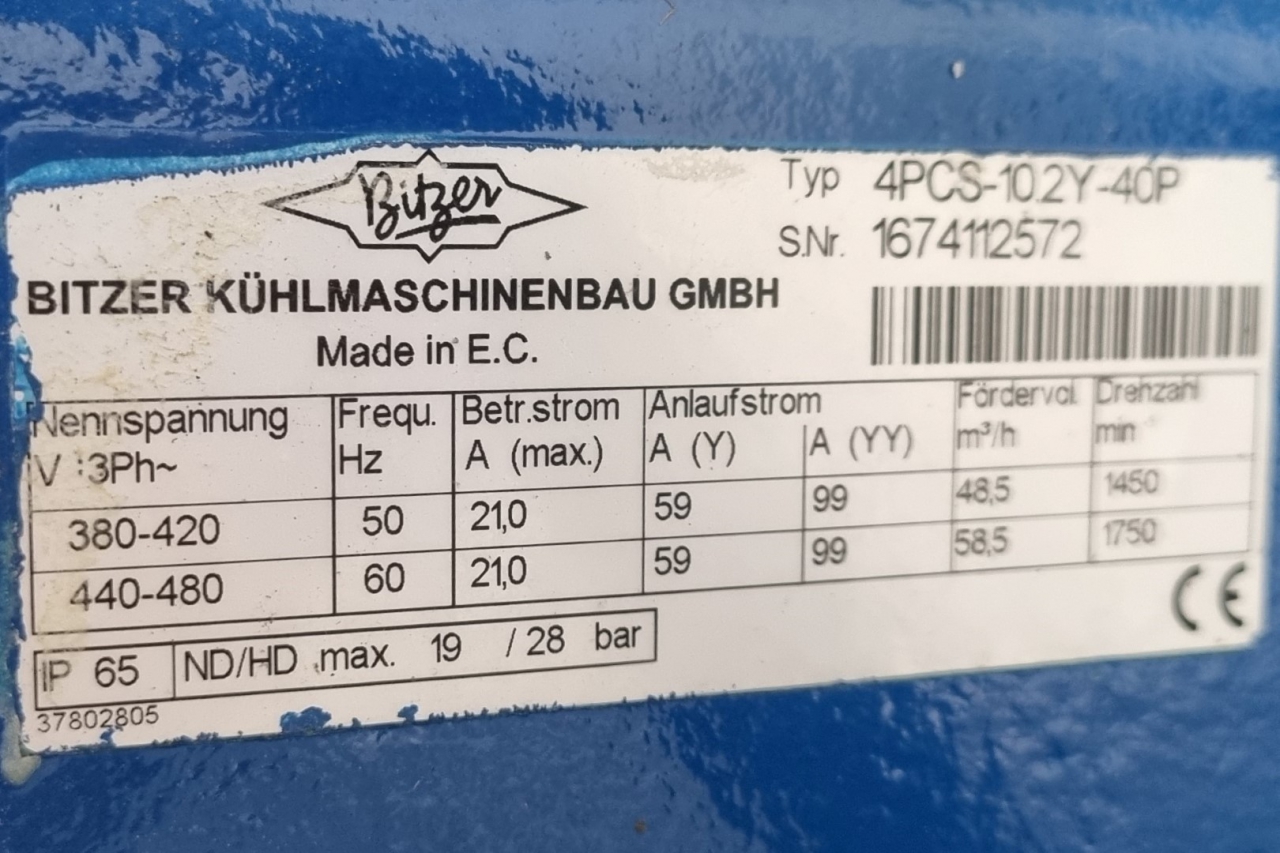 Bitzer
Typ 4PCS-10.2Y-40P
S.Nr. 1674112572
BITZER KÜHLMASCHINENBAU GMBH
Made in E.C.
Nennspannung Frequ. Betr.strom Anlaufstrom Fördervol. Drehzahl
V :3Ph~ Hz A (max.) A (Y) A (YY) m³/h min
380-420 50 21,0 59 99 48,5 1450
440-480 60 21,0 59 99 58,5 1750
CE
IP 65 ND/HD max. 19 / 28 bar
37802805